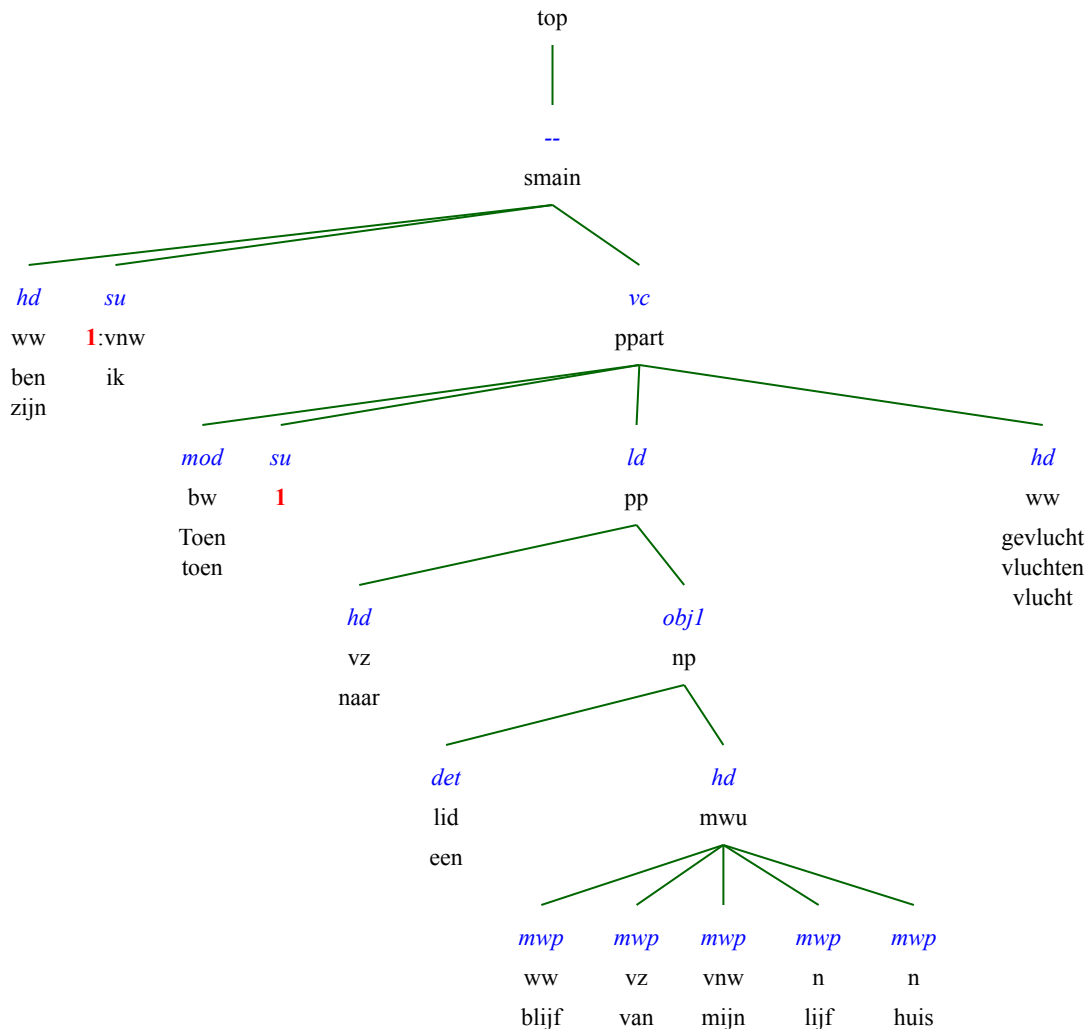 top
--
smain
hd su vc
ww 1:vnw ppart
ben ik
zijn
mod su ld hd
bw 1 pp ww
Toen gevlucht
toen vluchten
vlucht
hd obj1
vz np
naar
det hd
lid mwu
een
mwp mwp mwp mwp mwp
ww vz vnw n n
blijf van mijn lijf huis